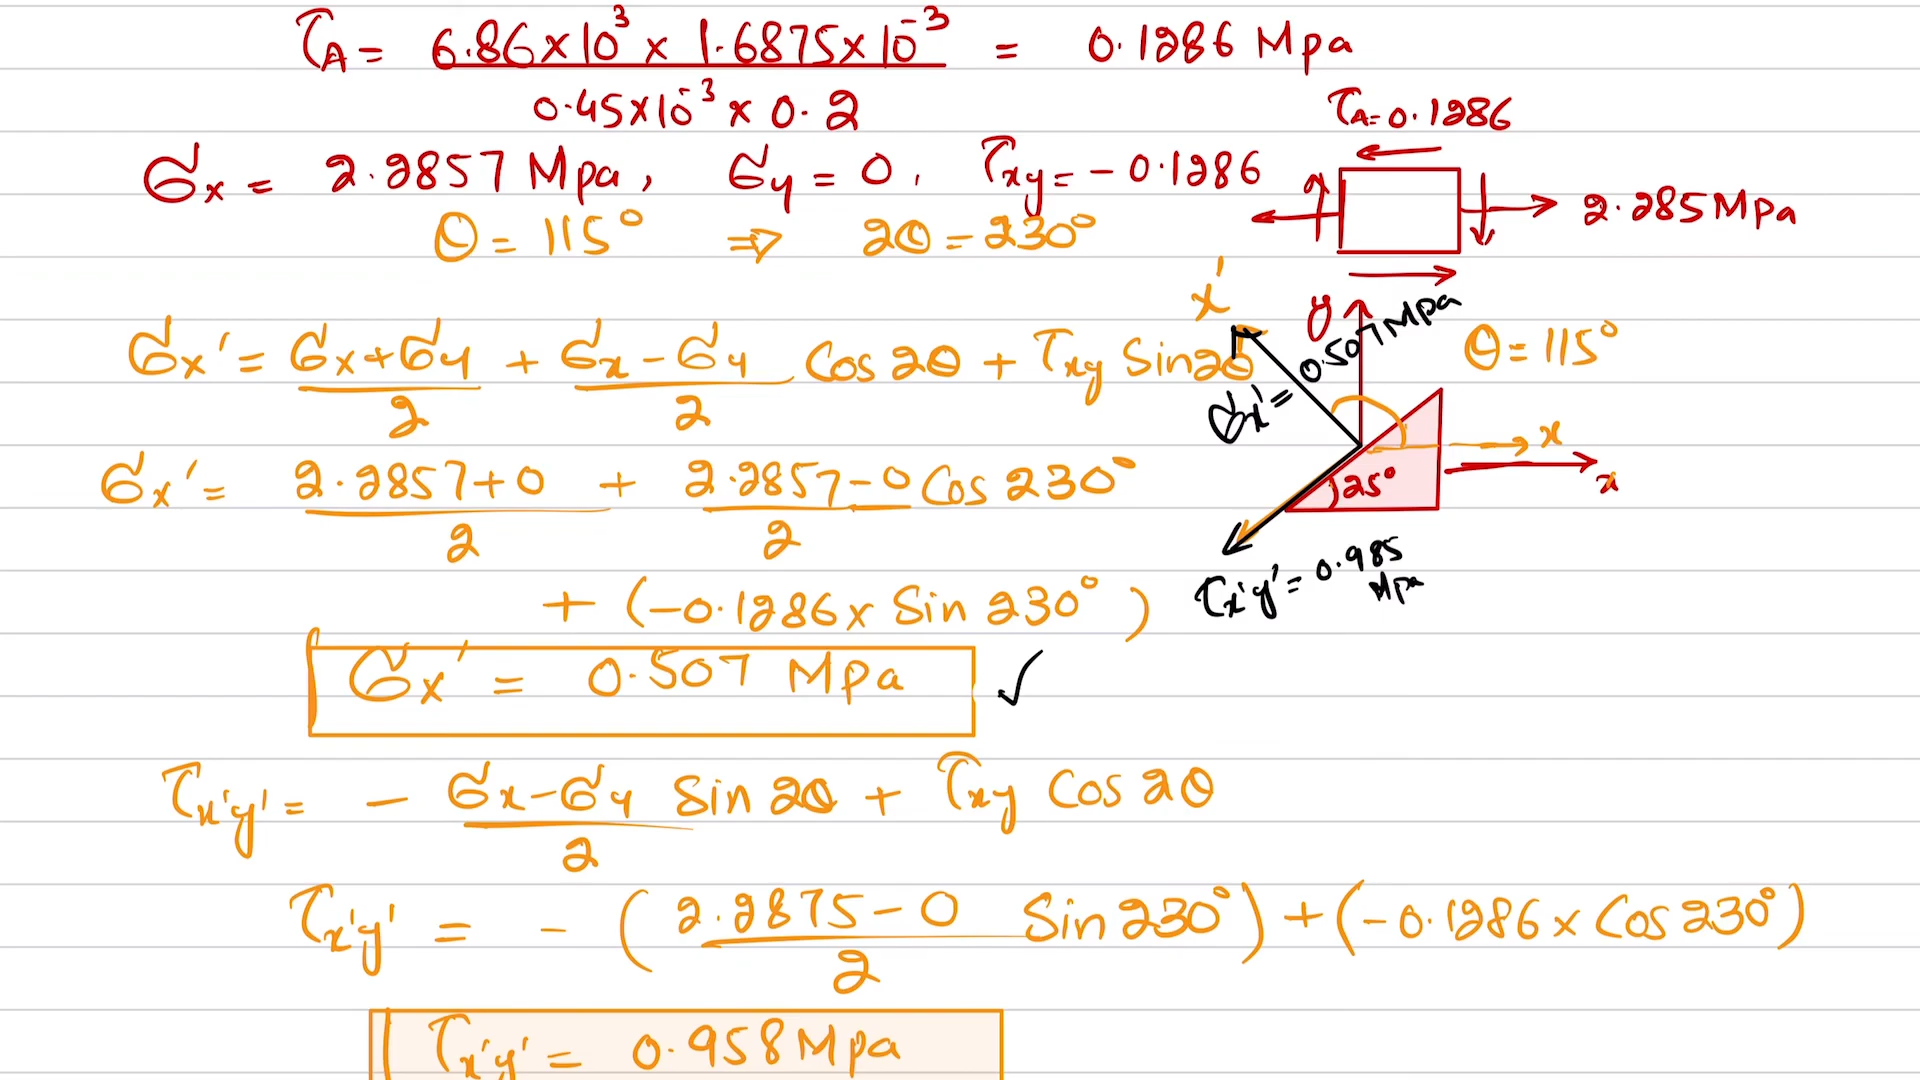 τA = 6.86×10³ × 1.6875×10⁻³ / 0.45×10⁻³ × 0.2 = 0.1286 Mpa
τA=0.1286
σx = 2.2857 Mpa, σy = 0, τxy = -0.1286
2.285 Mpa
θ = 115° ⇒ 2θ = 230°
σx' = σx+σy / 2 + σx-σy / 2 Cos 2θ + τxy Sin2θ
x'
y
σx' = 0.507 Mpa
θ = 115°
x
x
25°
τx'y' = 0.985 Mpa
σx' = 2.2857+0 / 2 + 2.2857-0 / 2 Cos 230°
+ (-0.1286 × Sin 230°)
σx' = 0.507 Mpa ✓
τx'y' = - σx-σy / 2 Sin 2θ + τxy Cos 2θ
τx'y' = - (2.2875-0 / 2 Sin 230°) + (-0.1286 × Cos 230°)
τx'y' = 0.958 Mpa